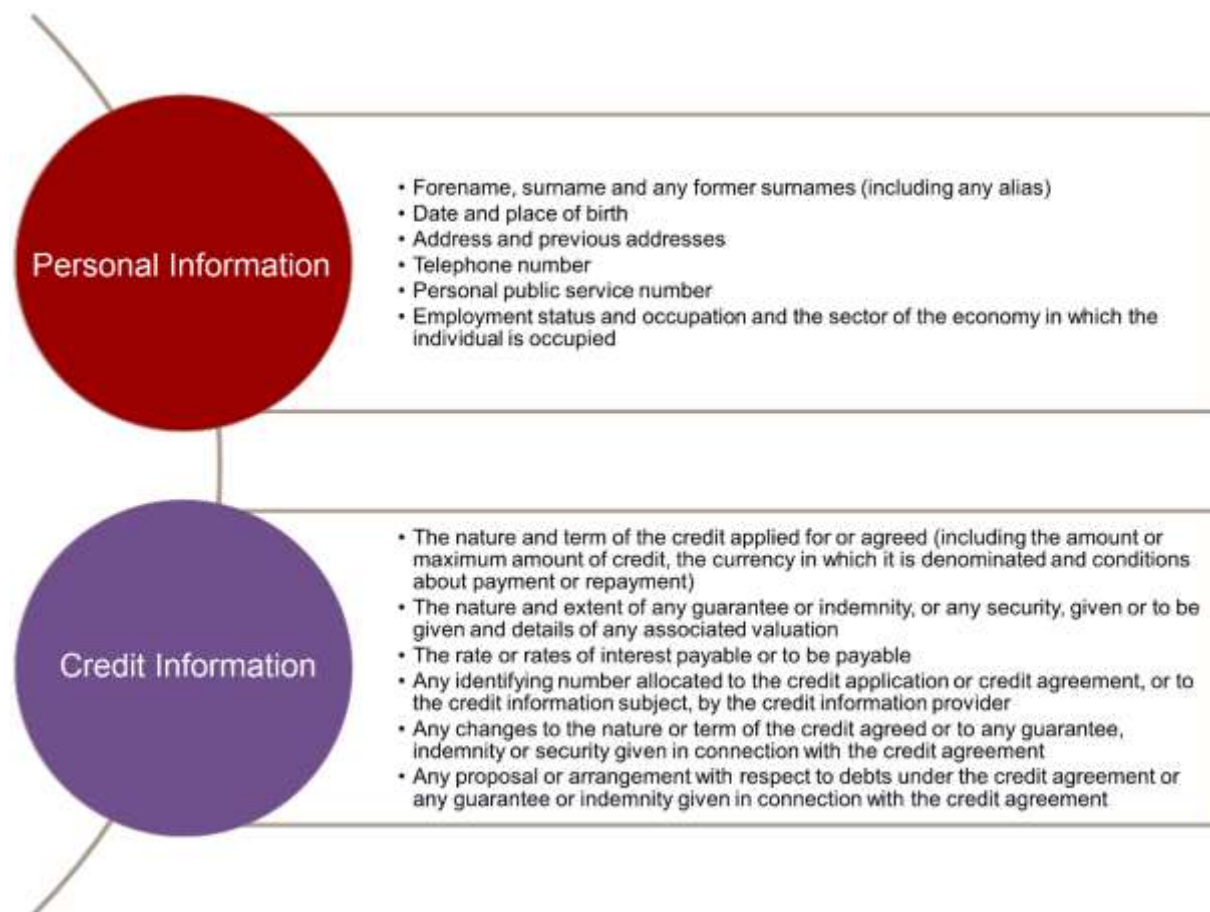 Personal Information
• Forename, surname and any former surnames (including any alias)
• Date and place of birth
• Address and previous addresses
• Telephone number
• Personal public service number
• Employment status and occupation and the sector of the economy in which the
individual is occupied
Credit Information
• The nature and term of the credit applied for or agreed (including the amount or
maximum amount of credit, the currency in which it is denominated and conditions
about payment or repayment)
• The nature and extent of any guarantee or indemnity, or any security, given or to be
given and details of any associated valuation
• The rate or rates of interest payable or to be payable
• Any identifying number allocated to the credit application or credit agreement, or to
the credit information subject, by the credit information provider
• Any changes to the nature or term of the credit agreed or to any guarantee,
indemnity or security given in connection with the credit agreement
• Any proposal or arrangement with respect to debts under the credit agreement or
any guarantee or indemnity given in connection with the credit agreement